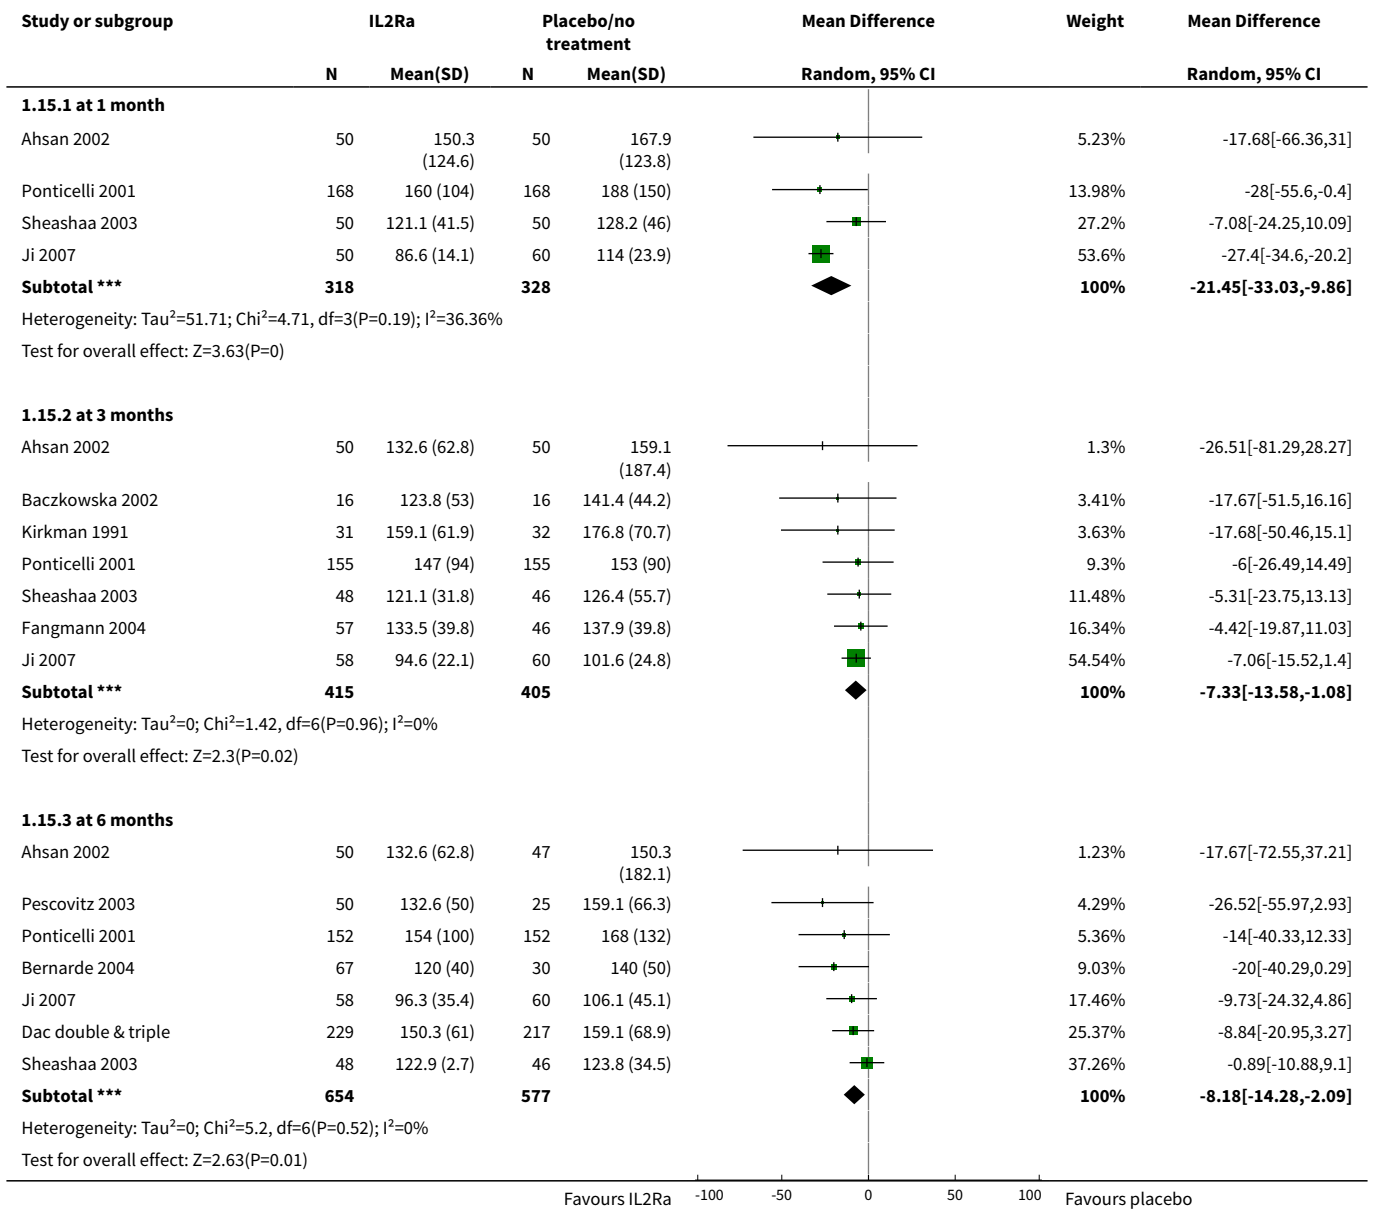 Study or subgroup IL2Ra Placebo/no treatment Mean Difference Weight Mean Difference
N Mean(SD) N Mean(SD) Random, 95% CI Random, 95% CI
1.15.1 at 1 month
Ahsan 2002 50 150.3 (124.6) 50 167.9 (123.8) 5.23% -17.68[-66.36,31]
Ponticelli 2001 168 160 (104) 168 188 (150) 13.98% -28[-55.6,-0.4]
Sheashaa 2003 50 121.1 (41.5) 50 128.2 (46) 27.2% -7.08[-24.25,10.09]
Ji 2007 50 86.6 (14.1) 60 114 (23.9) 53.6% -27.4[-34.6,-20.2]
Subtotal *** 318 328 100% -21.45[-33.03,-9.86]
Heterogeneity: Tau²=51.71; Chi²=4.71, df=3(P=0.19); I²=36.36%
Test for overall effect: Z=3.63(P=0)
1.15.2 at 3 months
Ahsan 2002 50 132.6 (62.8) 50 159.1 (187.4) 1.3% -26.51[-81.29,28.27]
Baczkowska 2002 16 123.8 (53) 16 141.4 (44.2) 3.41% -17.67[-51.5,16.16]
Kirkman 1991 31 159.1 (61.9) 32 176.8 (70.7) 3.63% -17.68[-50.46,15.1]
Ponticelli 2001 155 147 (94) 155 153 (90) 9.3% -6[-26.49,14.49]
Sheashaa 2003 48 121.1 (31.8) 46 126.4 (55.7) 11.48% -5.31[-23.75,13.13]
Fangmann 2004 57 133.5 (39.8) 46 137.9 (39.8) 16.34% -4.42[-19.87,11.03]
Ji 2007 58 94.6 (22.1) 60 101.6 (24.8) 54.54% -7.06[-15.52,1.4]
Subtotal *** 415 405 100% -7.33[-13.58,-1.08]
Heterogeneity: Tau²=0; Chi²=1.42, df=6(P=0.96); I²=0%
Test for overall effect: Z=2.3(P=0.02)
1.15.3 at 6 months
Ahsan 2002 50 132.6 (62.8) 47 150.3 (182.1) 1.23% -17.67[-72.55,37.21]
Pescovitz 2003 50 132.6 (50) 25 159.1 (66.3) 4.29% -26.52[-55.97,2.93]
Ponticelli 2001 152 154 (100) 152 168 (132) 5.36% -14[-40.33,12.33]
Bernarde 2004 67 120 (40) 30 140 (50) 9.03% -20[-40.29,0.29]
Ji 2007 58 96.3 (35.4) 60 106.1 (45.1) 17.46% -9.73[-24.32,4.86]
Dac double & triple 229 150.3 (61) 217 159.1 (68.9) 25.37% -8.84[-20.95,3.27]
Sheashaa 2003 48 122.9 (2.7) 46 123.8 (34.5) 37.26% -0.89[-10.88,9.1]
Subtotal *** 654 577 100% -8.18[-14.28,-2.09]
Heterogeneity: Tau²=0; Chi²=5.2, df=6(P=0.52); I²=0%
Test for overall effect: Z=2.63(P=0.01)
Favours IL2Ra -100 -50 0 50 100 Favours placebo